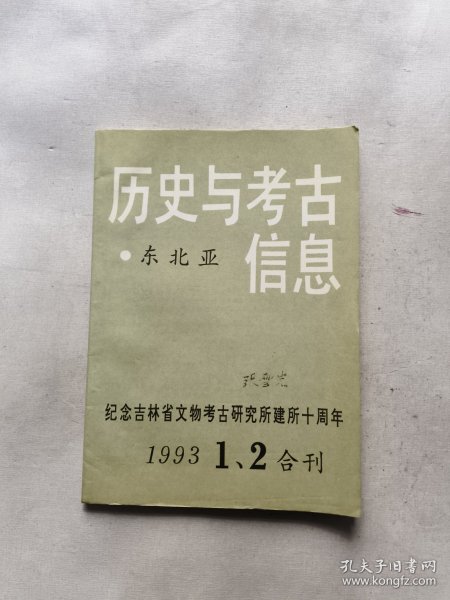 历史与考古
·东北亚
信息
纪念吉林省文物考古研究所建所十周年
1993 1、2合刊
孔夫子旧书网
www.kongfz.com